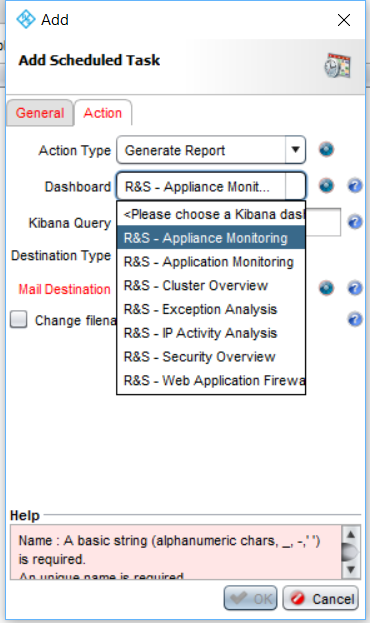 Add
Add Scheduled Task
General Action
Action Type Generate Report
Dashboard R&S - Appliance Monit...
<Please choose a Kibana das
Kibana Query
R&S - Appliance Monitoring
Destination Type
R&S - Application Monitoring
Mail Destination
R&S - Cluster Overview
Change filena
R&S - Exception Analysis
R&S - IP Activity Analysis
R&S - Security Overview
R&S - Web Application Firewa
Help
Name : A basic string (alphanumeric chars, _, -,' ')
is required.
An unique name is required
OK Cancel